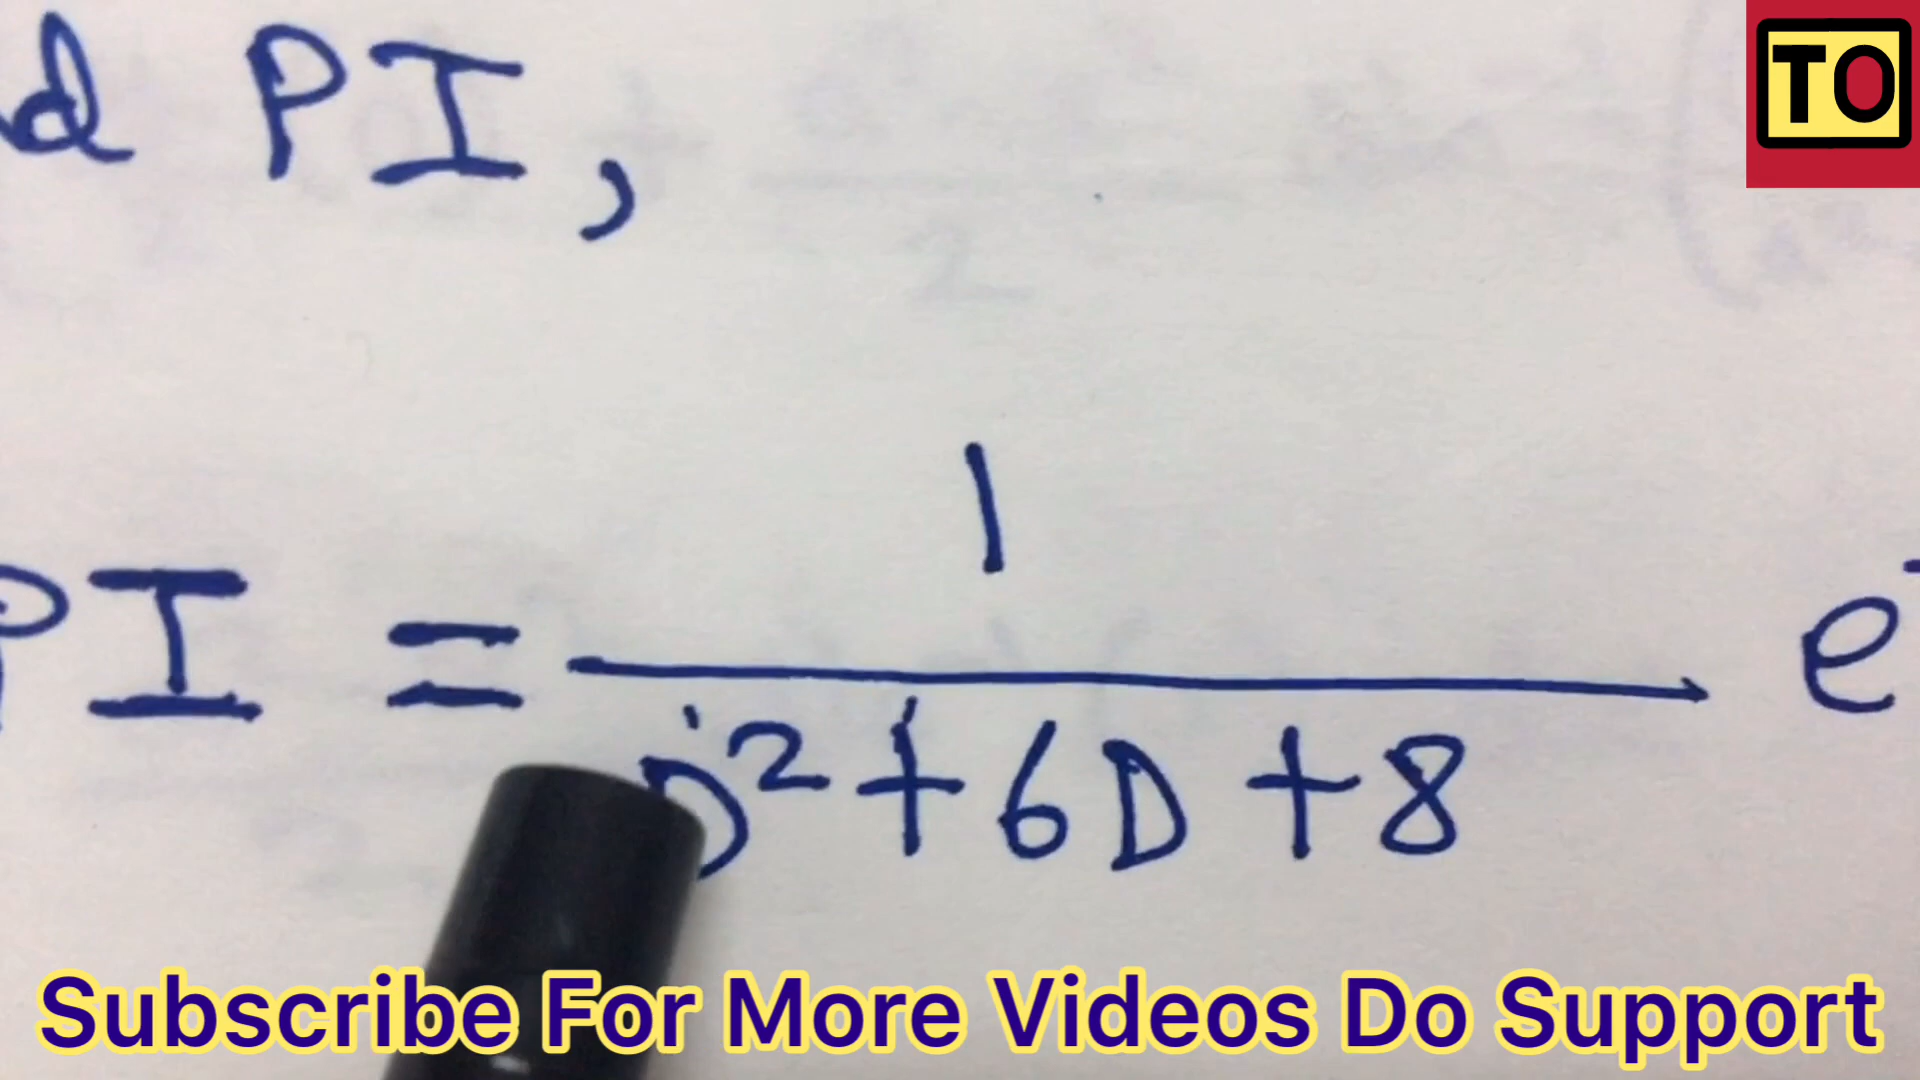 d PI,
TO
1
PI = e
D²+6D+8
Subscribe For More Videos Do Support